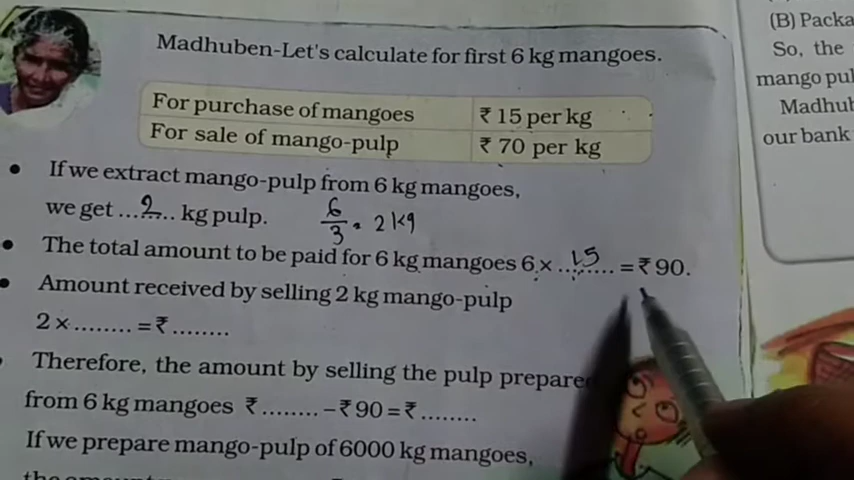 Madhuben-Let's calculate for first 6 kg mangoes.
For purchase of mangoes ₹ 15 per kg
For sale of mango-pulp ₹ 70 per kg
• If we extract mango-pulp from 6 kg mangoes,
we get ...2.... kg pulp. 6/3 = 2 kg
• The total amount to be paid for 6 kg mangoes 6 × ...15.... = ₹ 90.
• Amount received by selling 2 kg mango-pulp
2 × ........ = ₹ ........
• Therefore, the amount by selling the pulp prepare
from 6 kg mangoes ₹ ........ – ₹ 90 = ₹ ........
If we prepare mango-pulp of 6000 kg mangoes,
(B) Packa
So, the
mango pul
Madhub
our bank